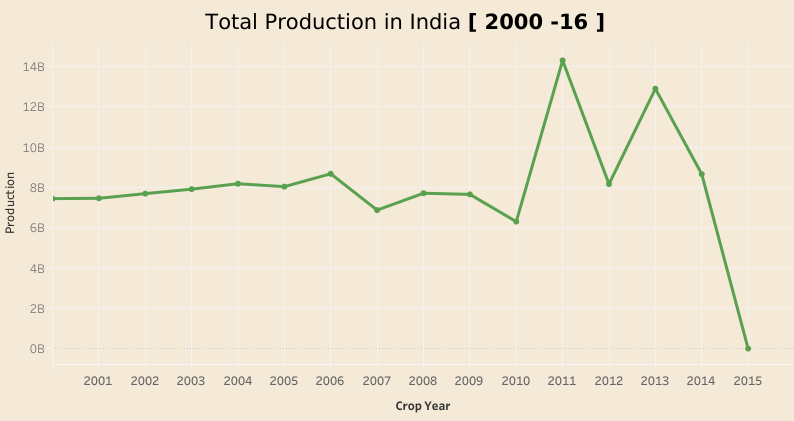 Total Production in India [ 2000 -16 ]
14B
12B
10B
8B
6B
4B
2B
0B
Production
2001 2002 2003 2004 2005 2006 2007 2008 2009 2010 2011 2012 2013 2014 2015
Crop Year